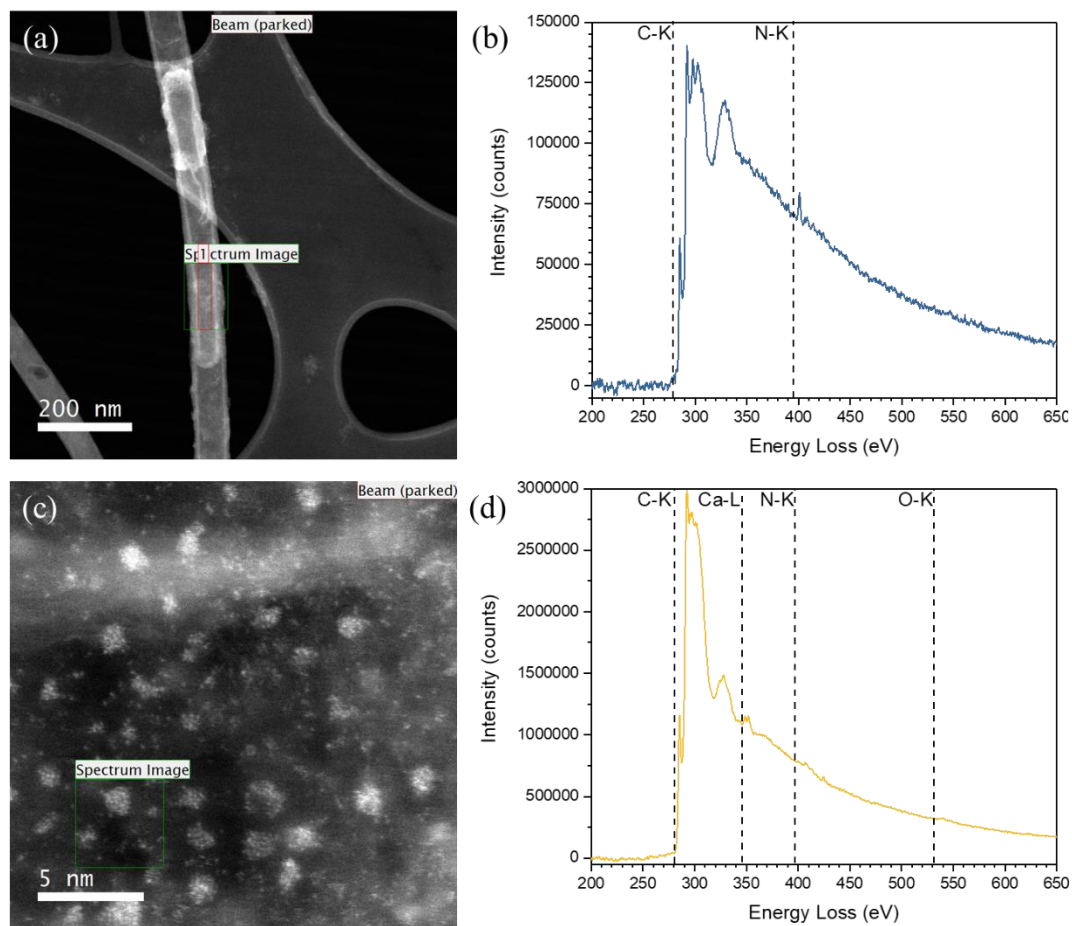 (a)
Beam (parked)
Sp1ctrum Image
200 nm
(b)
C-K
N-K
150000
125000
100000
75000
50000
25000
0
Intensity (counts)
200 250 300 350 400 450 500 550 600 650
Energy Loss (eV)
(c)
Beam (parked)
Spectrum Image
5 nm
(d)
C-K Ca-L N-K O-K
3000000
2500000
2000000
1500000
1000000
500000
0
Intensity (counts)
200 250 300 350 400 450 500 550 600 650
Energy Loss (eV)